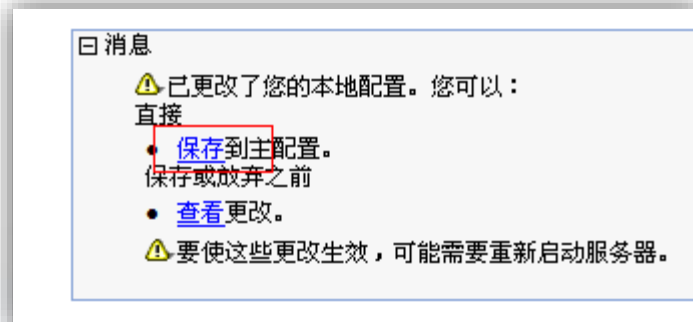 消息
已更改了您的本地配置。您可以：
直接
• 保存到主配置。
保存或放弃之前
• 查看更改。
要使这些更改生效，可能需要重新启动服务器。